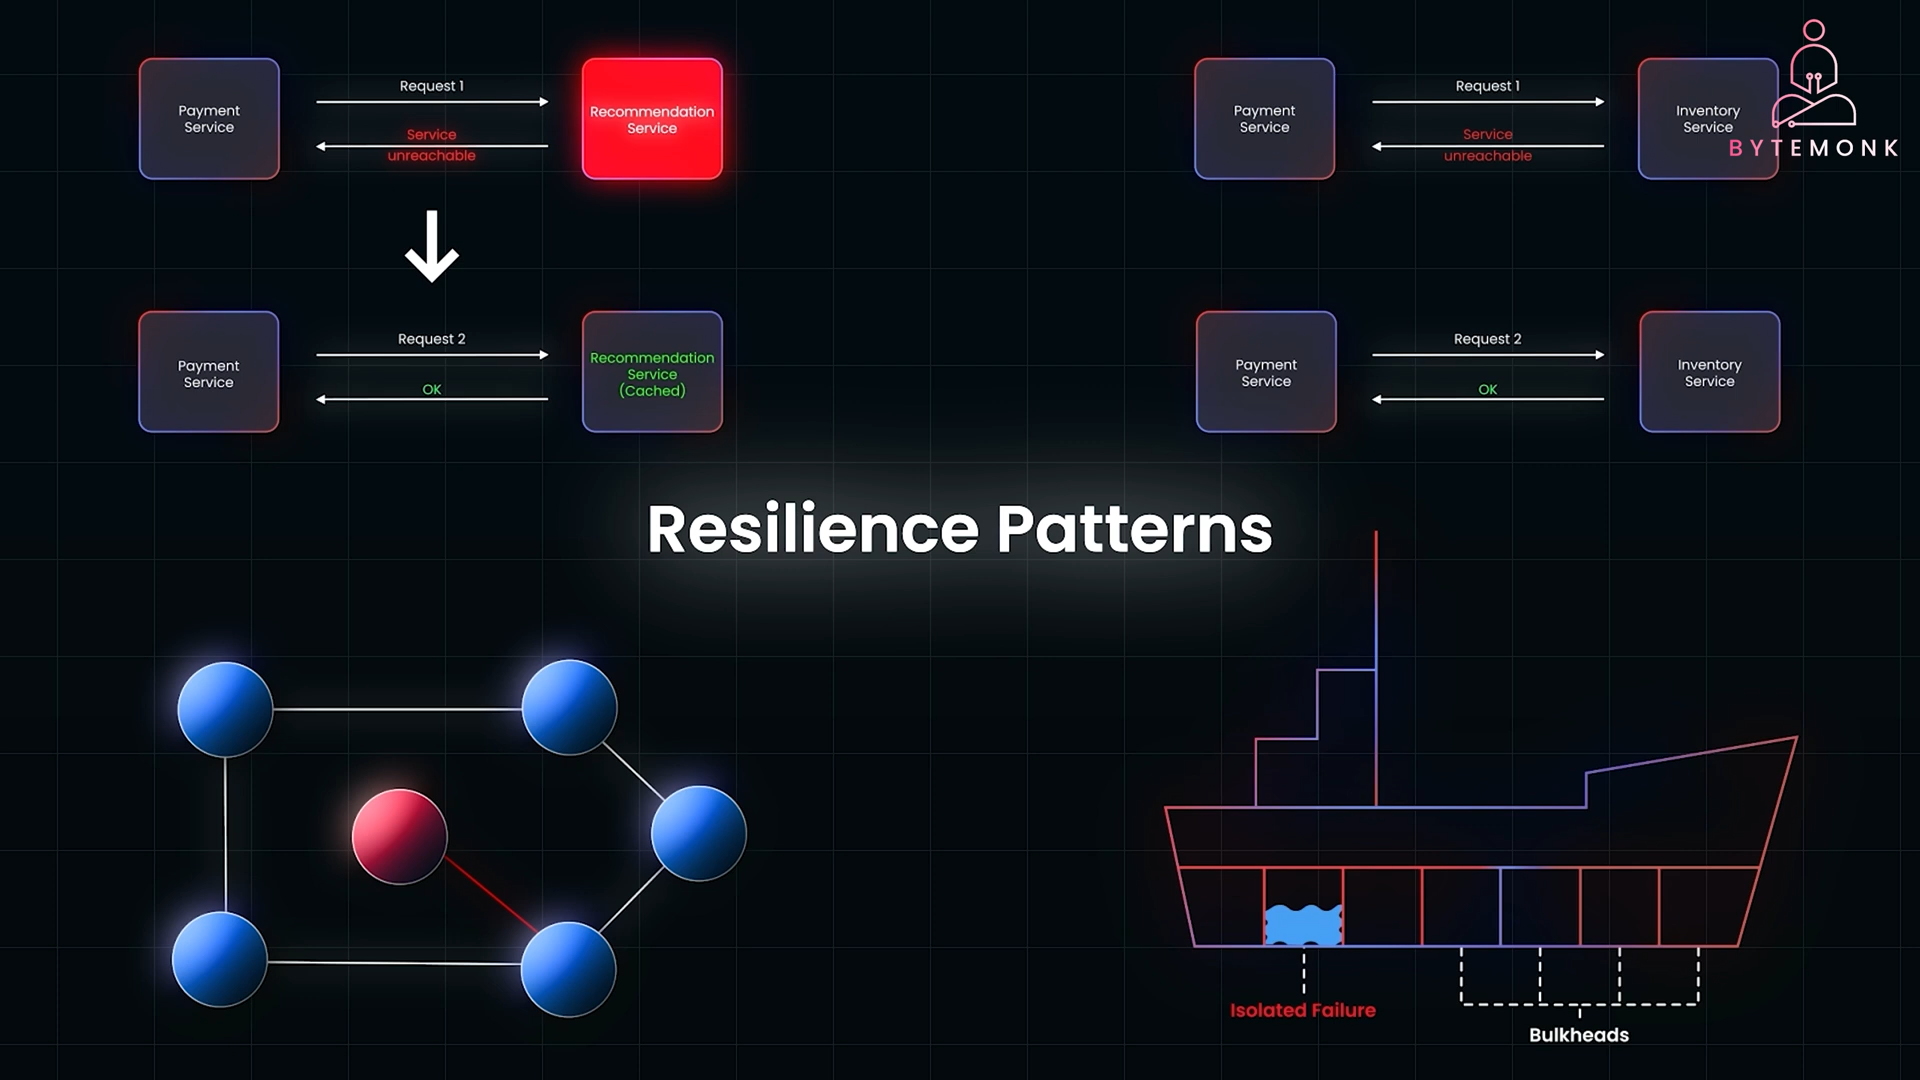 Request 1
Payment
Service
Recommendation
Service
Service
unreachable
Request 1
Payment
Service
Inventory
Service
Service
unreachable
BYTEMONK
Request 2
Payment
Service
Recommendation
Service
(Cached)
OK
Request 2
Payment
Service
Inventory
Service
OK
Resilience Patterns
Isolated Failure
Bulkheads